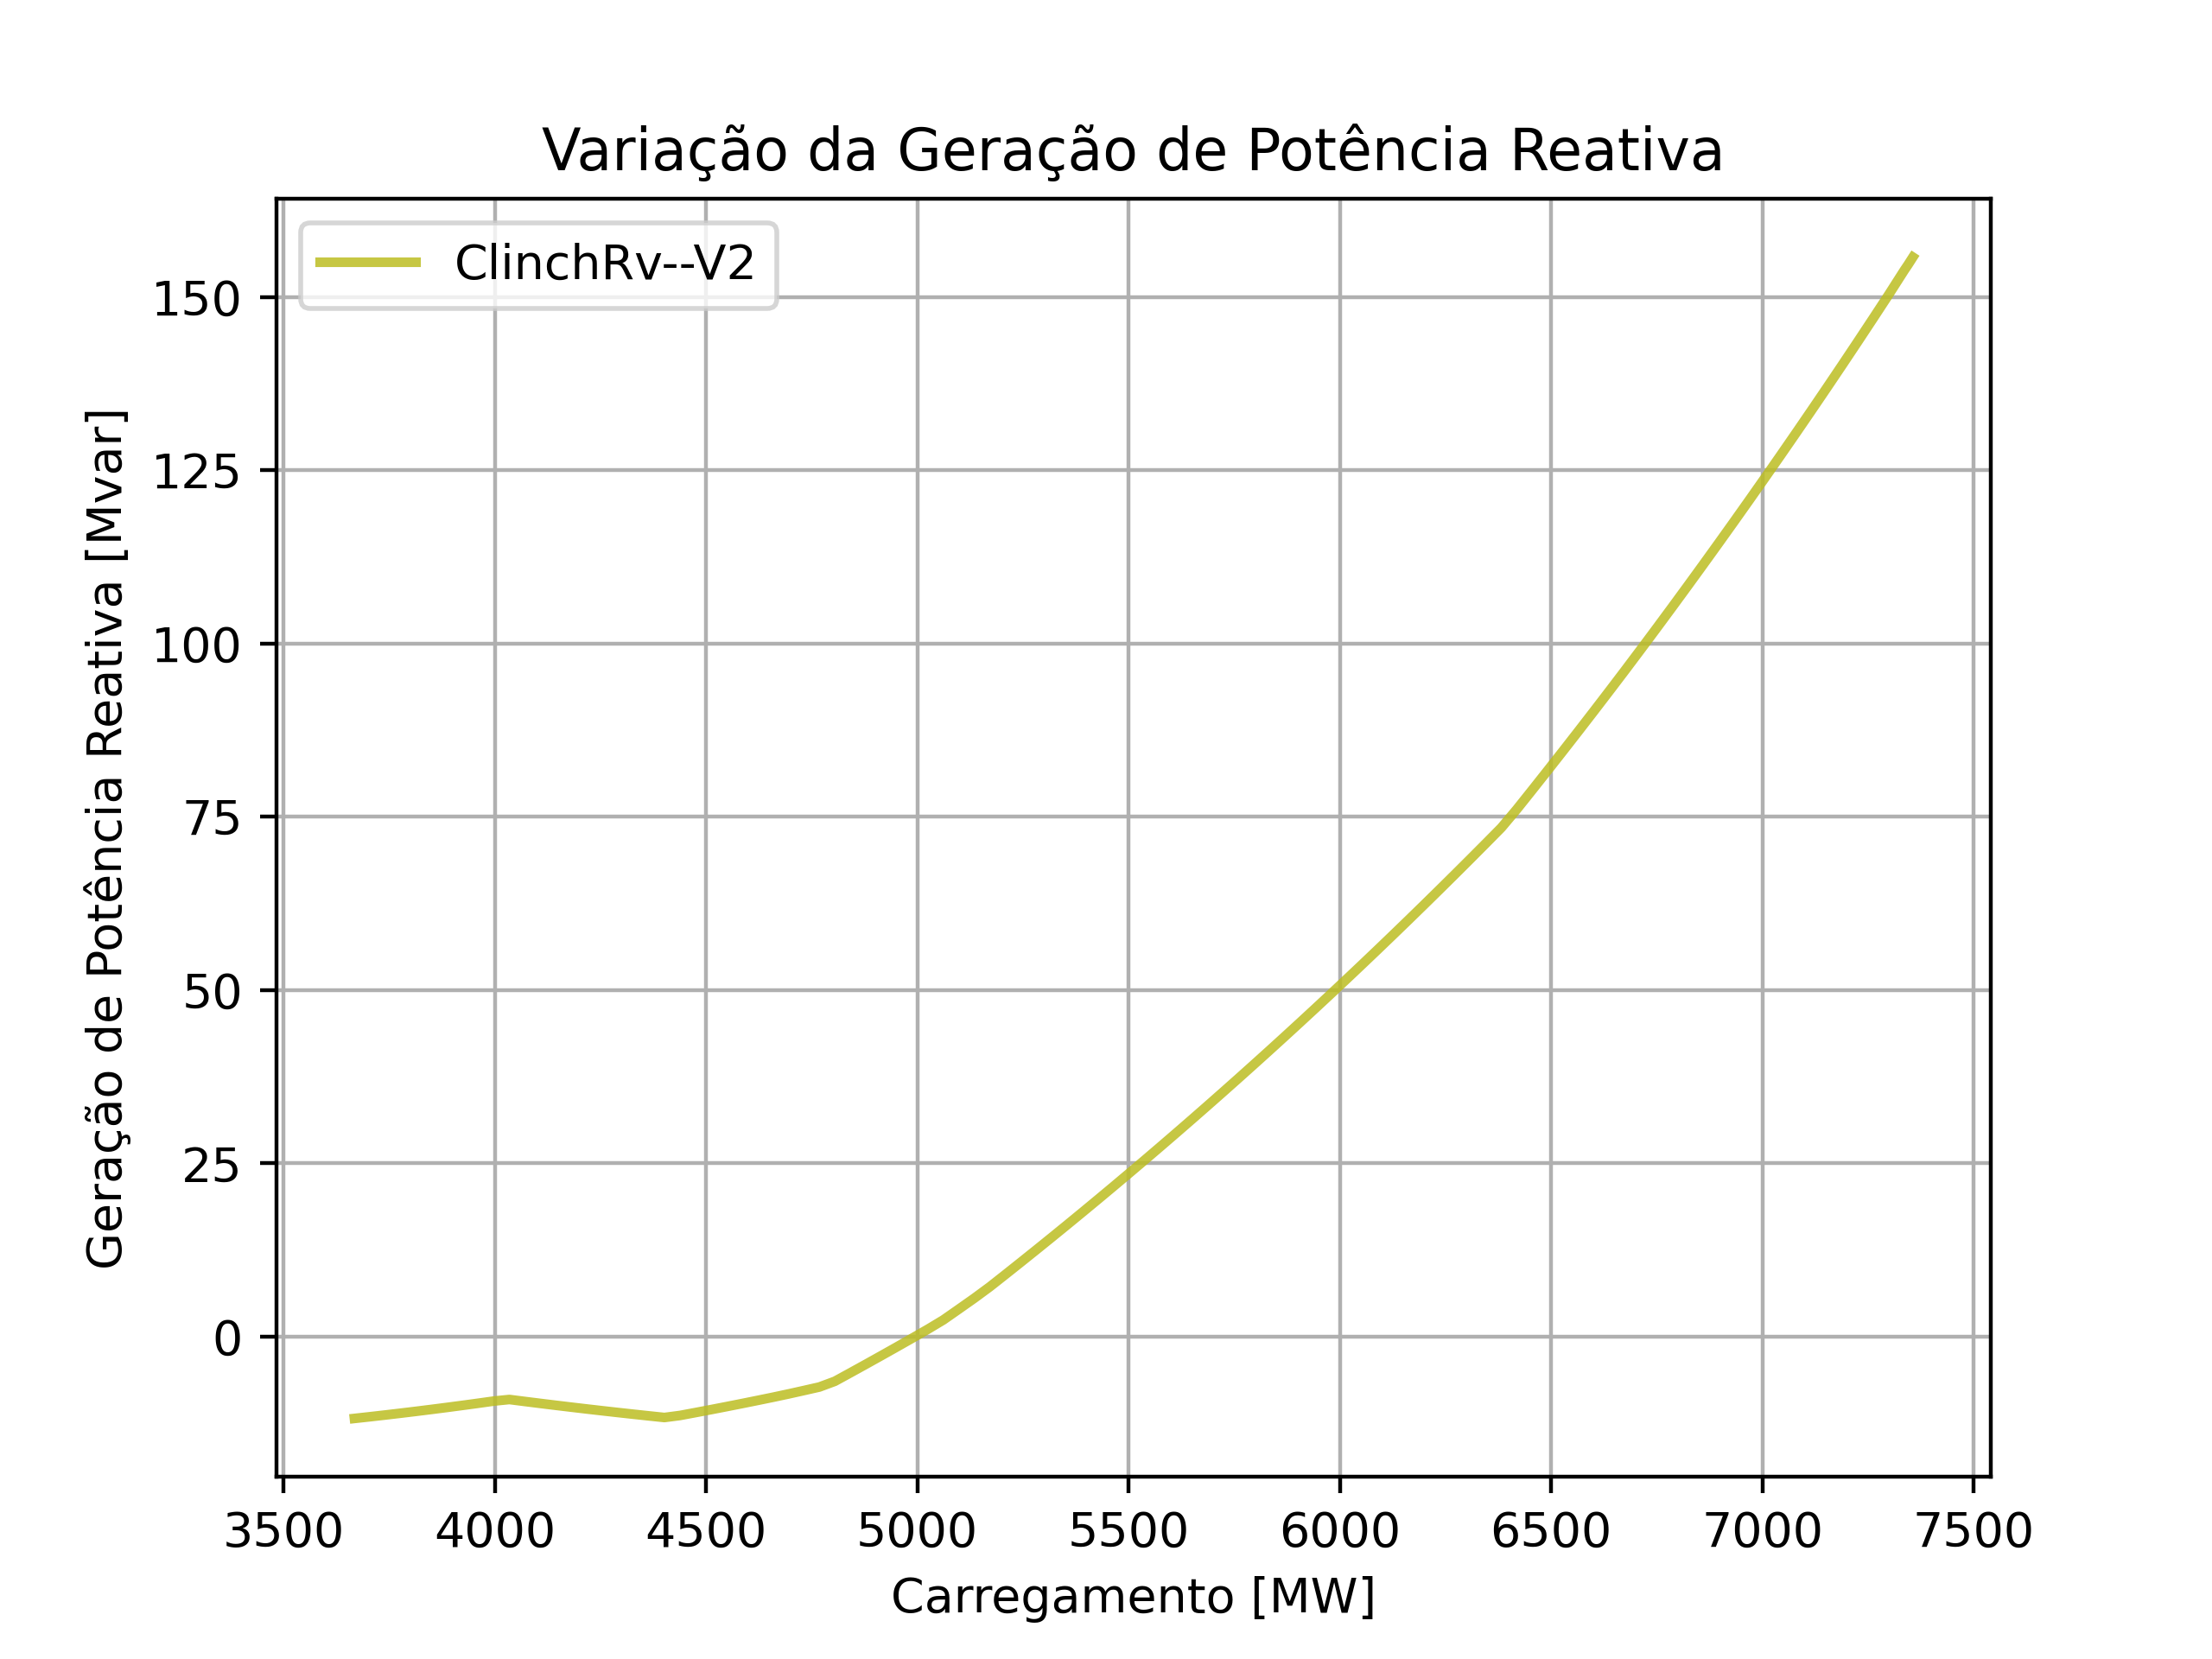 Variação da Geração de Potência Reativa
ClinchRv--V2
Geração de Potência Reativa [Mvar]
150
125
100
75
50
25
0
3500 4000 4500 5000 5500 6000 6500 7000 7500
Carregamento [MW]